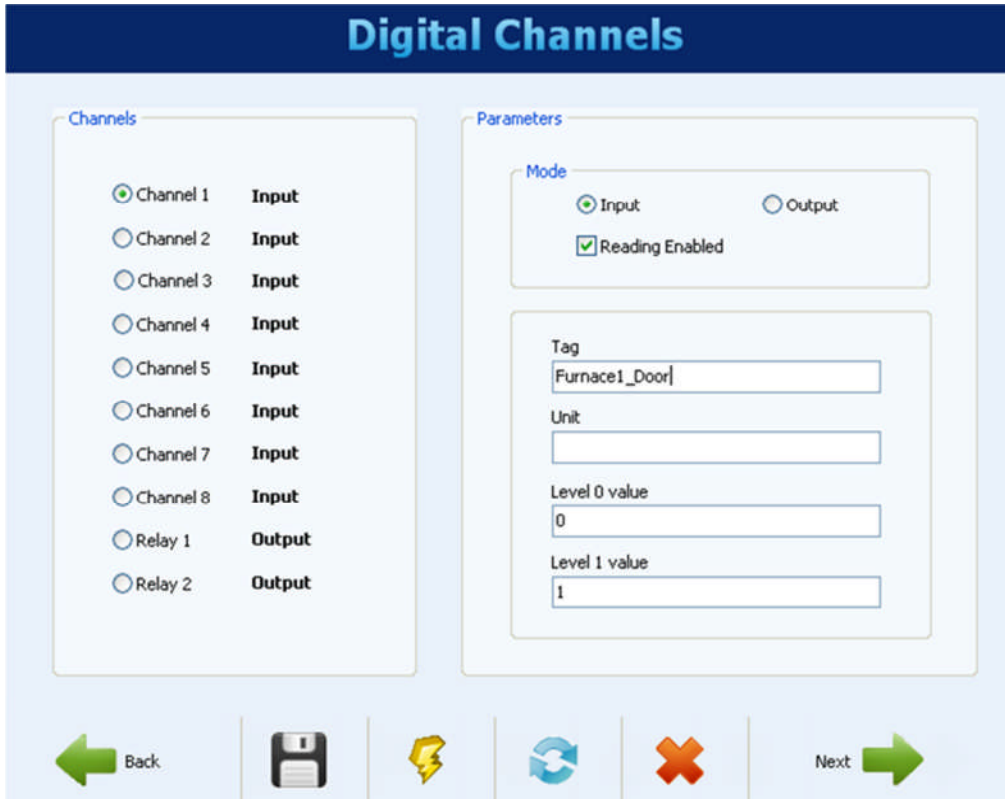 Digital Channels
Channels
Channel 1 Input
Channel 2 Input
Channel 3 Input
Channel 4 Input
Channel 5 Input
Channel 6 Input
Channel 7 Input
Channel 8 Input
Relay 1 Output
Relay 2 Output
Parameters
Mode
Input Output
Reading Enabled
Tag
Furnace1_Door
Unit
Level 0 value
0
Level 1 value
1
Back
Next